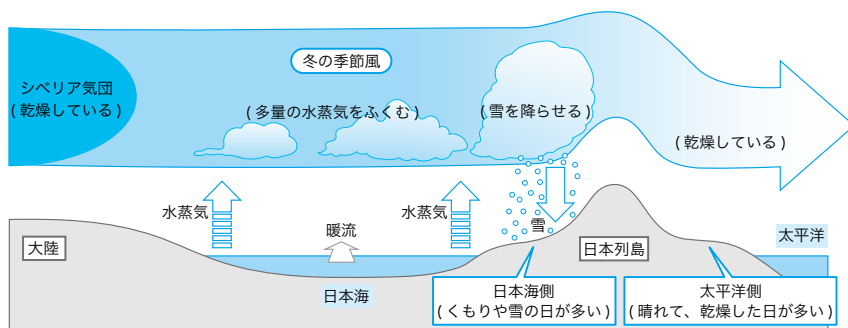 冬の季節風
シベリア気団
(乾燥している)
(多量の水蒸気をふくむ)
(雪を降らせる)
(乾燥している)
水蒸気
暖流
水蒸気
雪
大陸
日本海
日本列島
太平洋
日本海側
(くもりや雪の日が多い)
太平洋側
(晴れて、乾燥した日が多い)